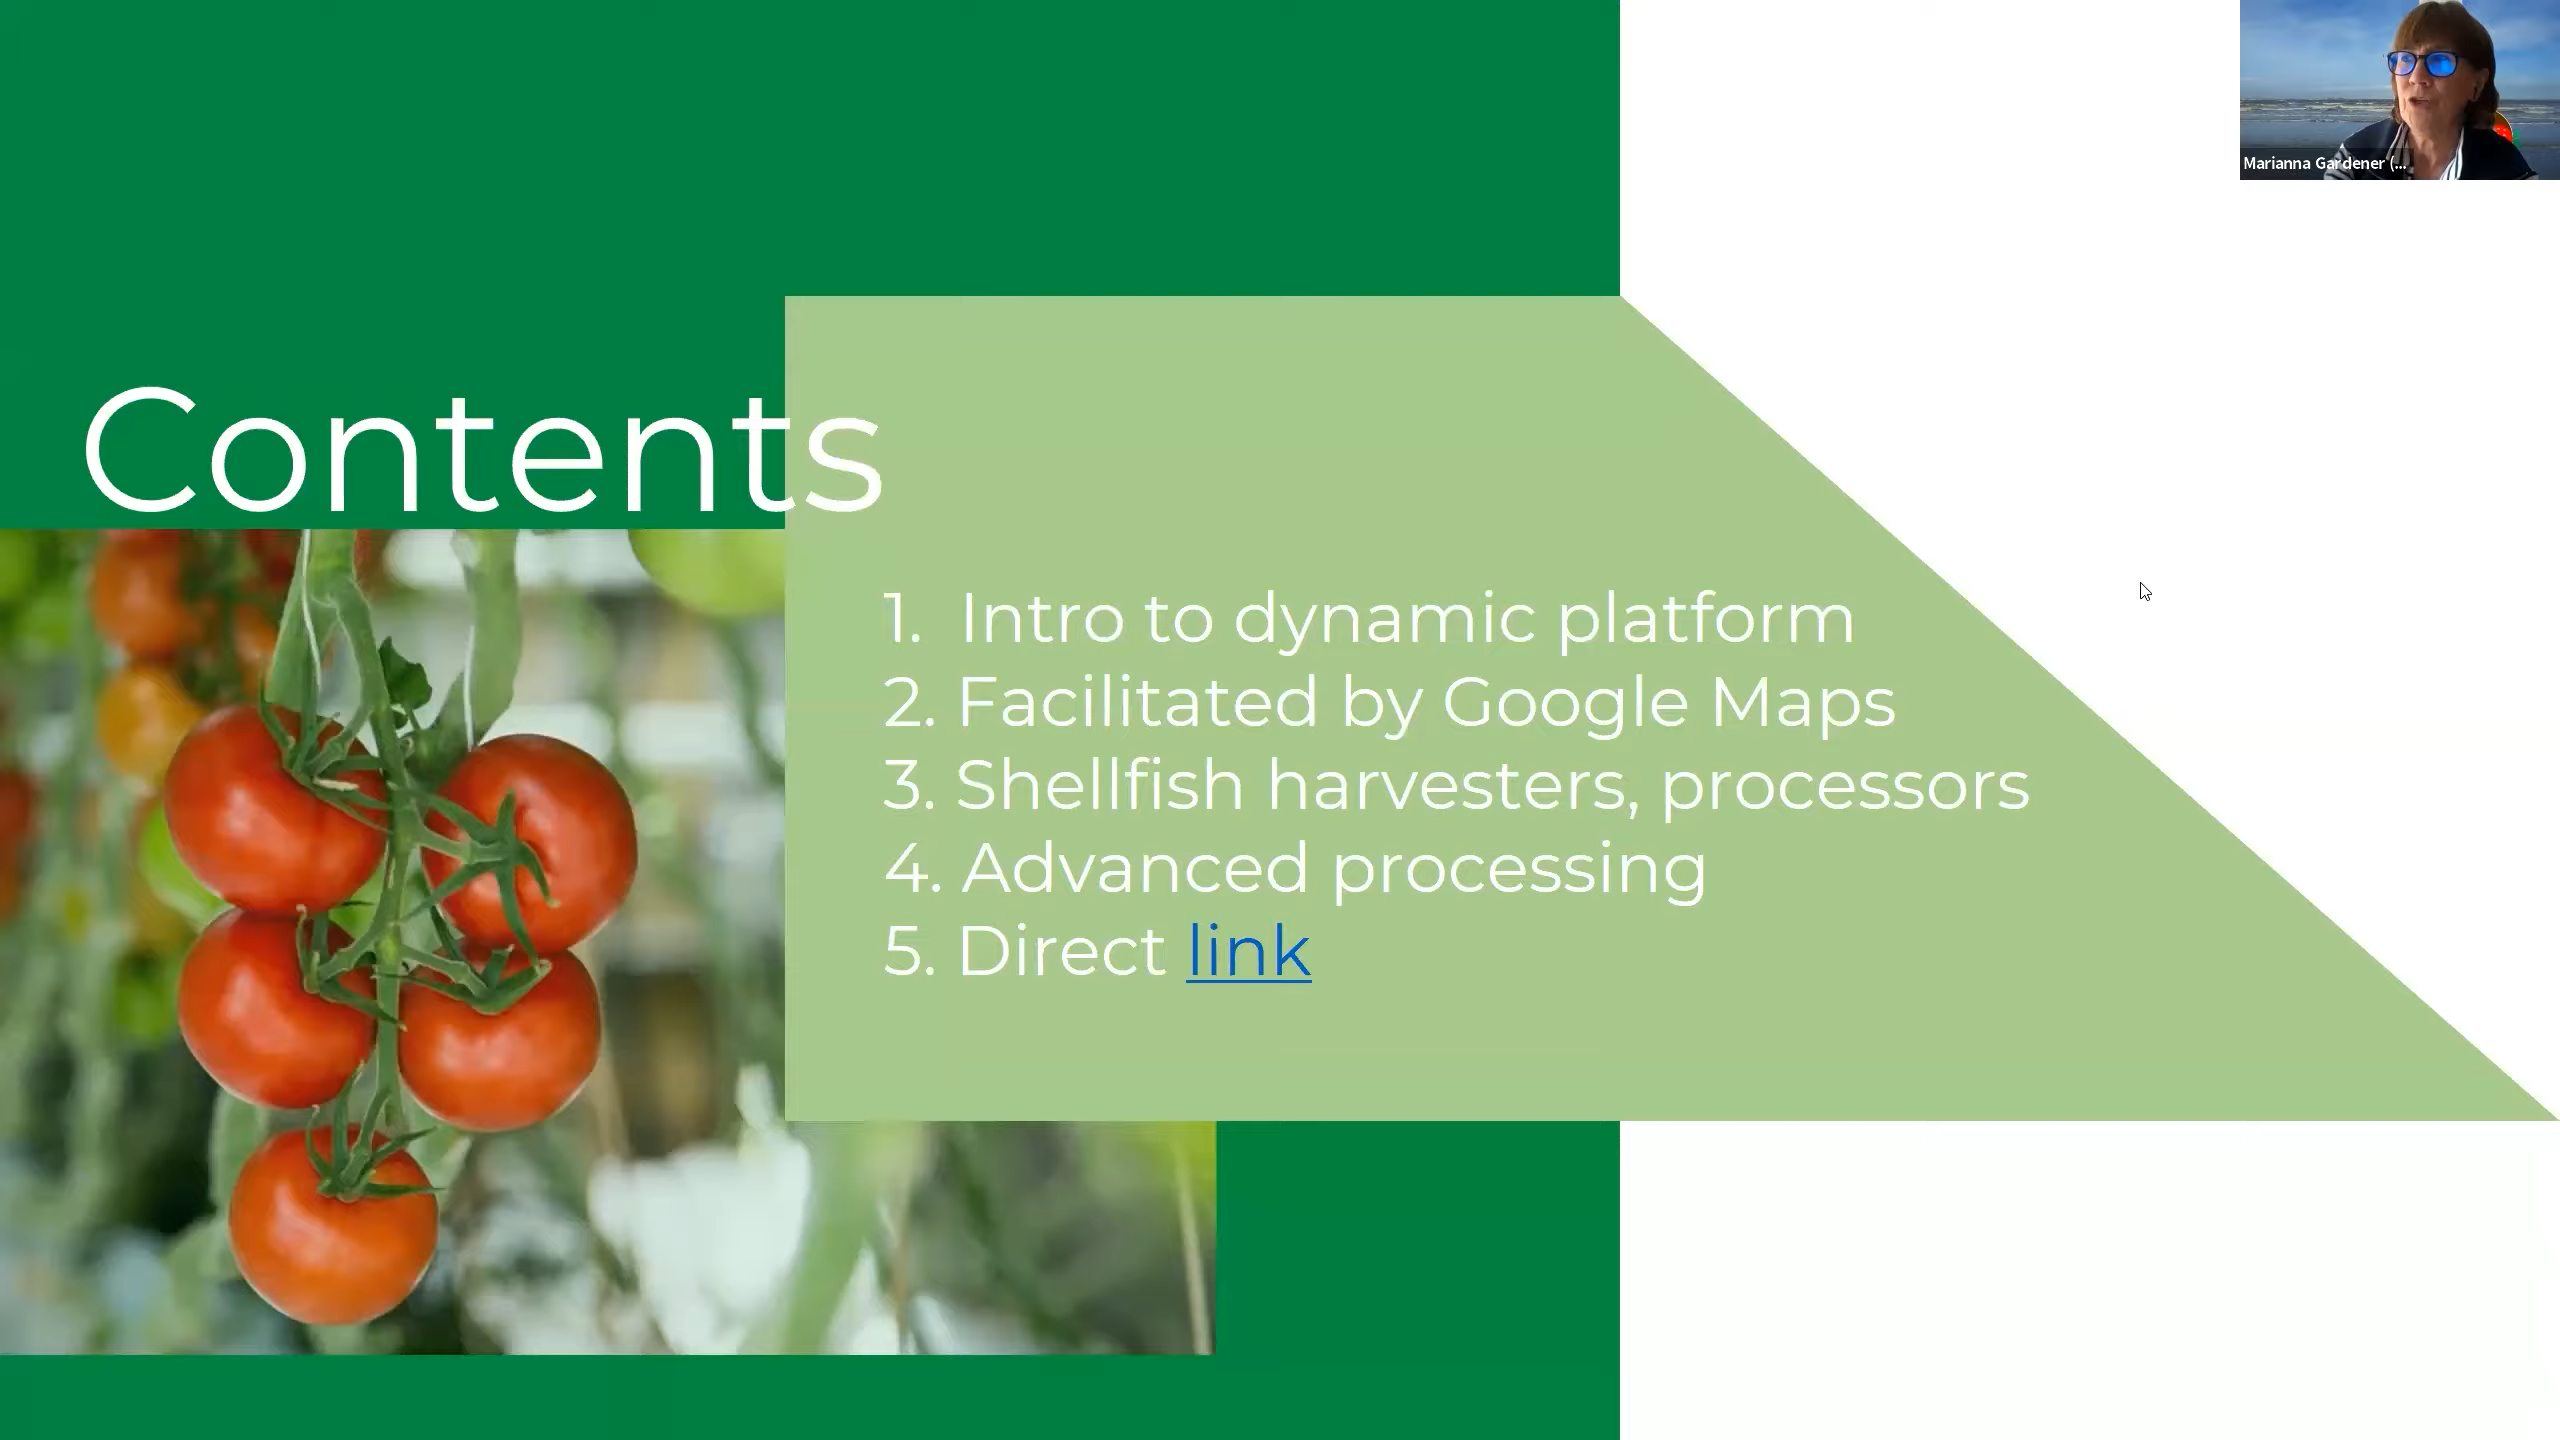 Marianna Gardener (...
Contents
1. Intro to dynamic platform
2. Facilitated by Google Maps
3. Shellfish harvesters, processors
4. Advanced processing
5. Direct link